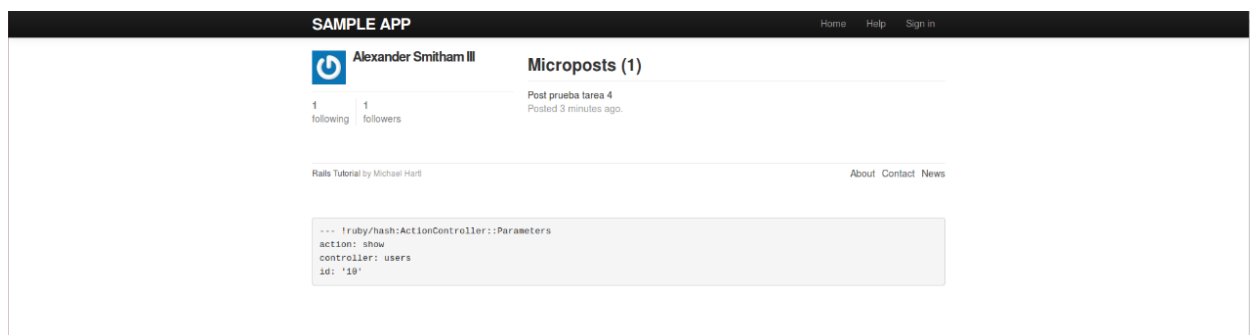 SAMPLE APP
Home Help Sign in
Alexander Smitham III
1 following
1 followers
Microposts (1)
Post prueba tarea 4
Posted 3 minutes ago.
Rails Tutorial by Michael Hartl
About Contact News
--- !ruby/hash:ActionController::Parameters
action: show
controller: users
id: '10'